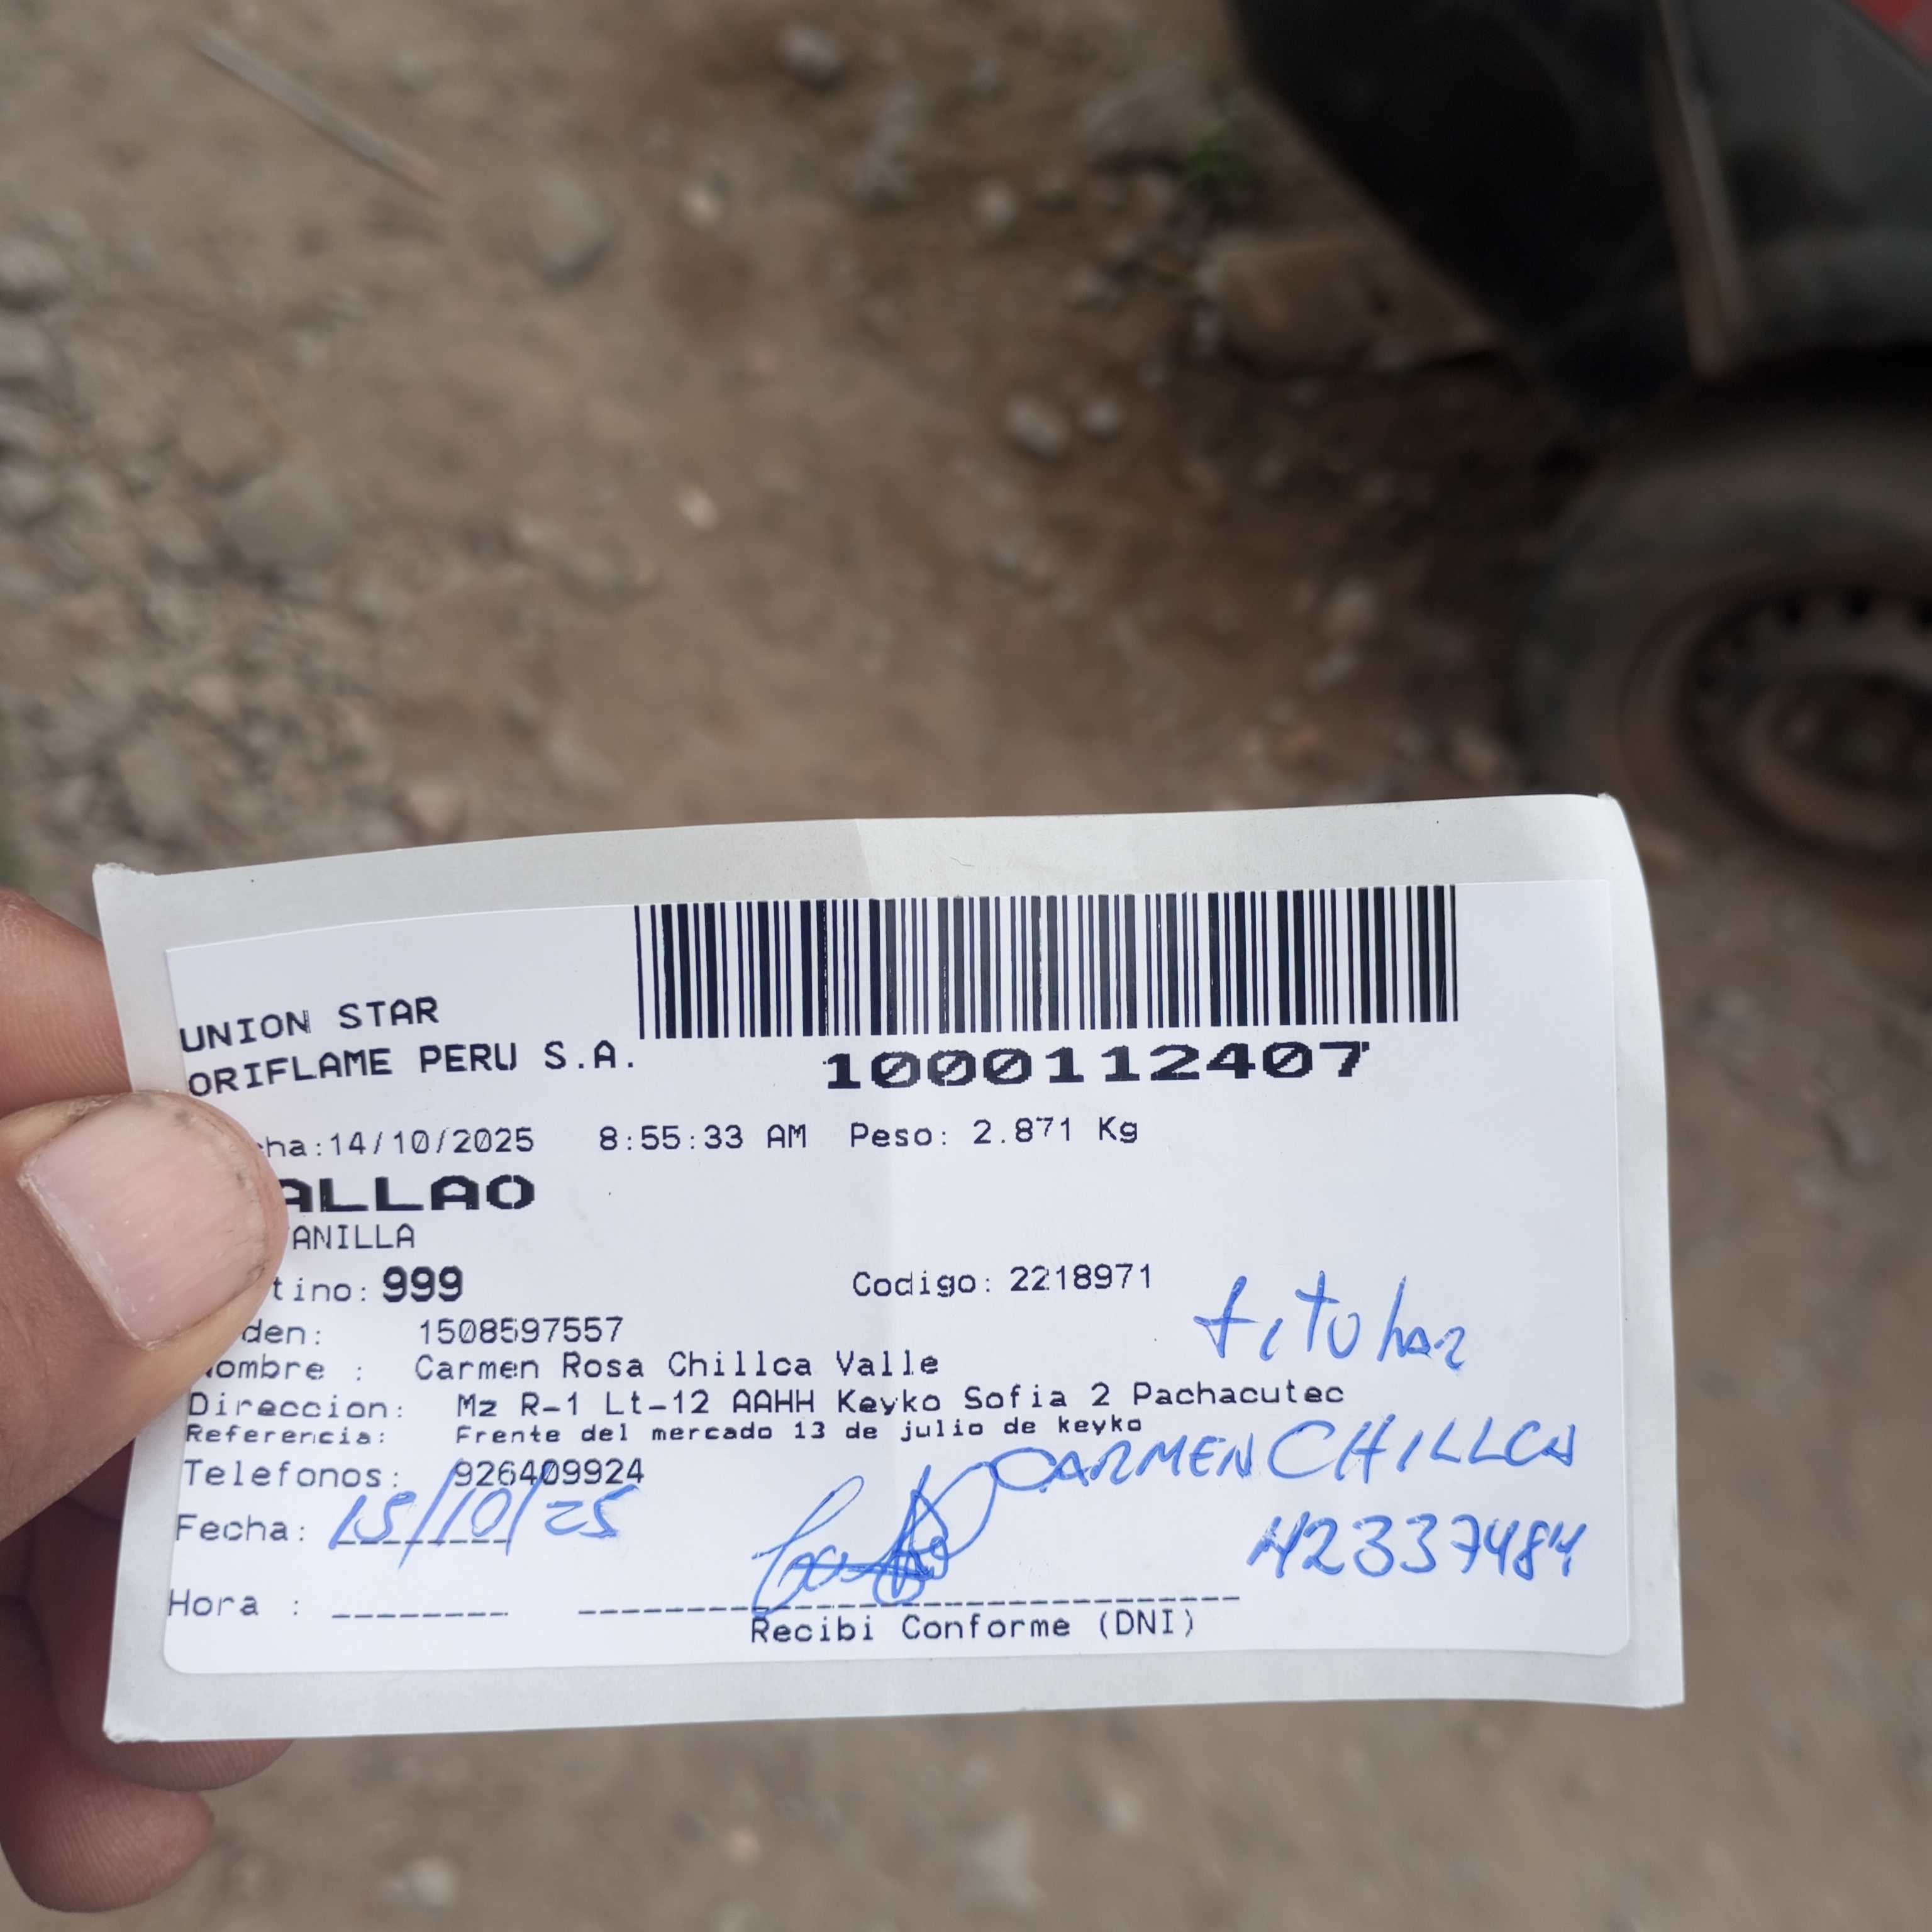 UNION STAR
ORIFLAME PERU S.A.
1000112407
ha:14/10/2025 8:55:33 AM Peso: 2.871 Kg
ALLAO
ANILLA
tino: 999 Codigo: 2218971
titular
den: 1508597557
ombre : Carmen Rosa Chillca Valle
Direccion: Mz R-1 Lt-12 AAHH Keyko Sofia 2 Pachacutec
Referencia: Frente del mercado 13 de julio de keyko
CARMEN CHILLCA
Telefonos: 926409924
Fecha: 15/10/25
42337484
Hora :
Recibi Conforme (DNI)